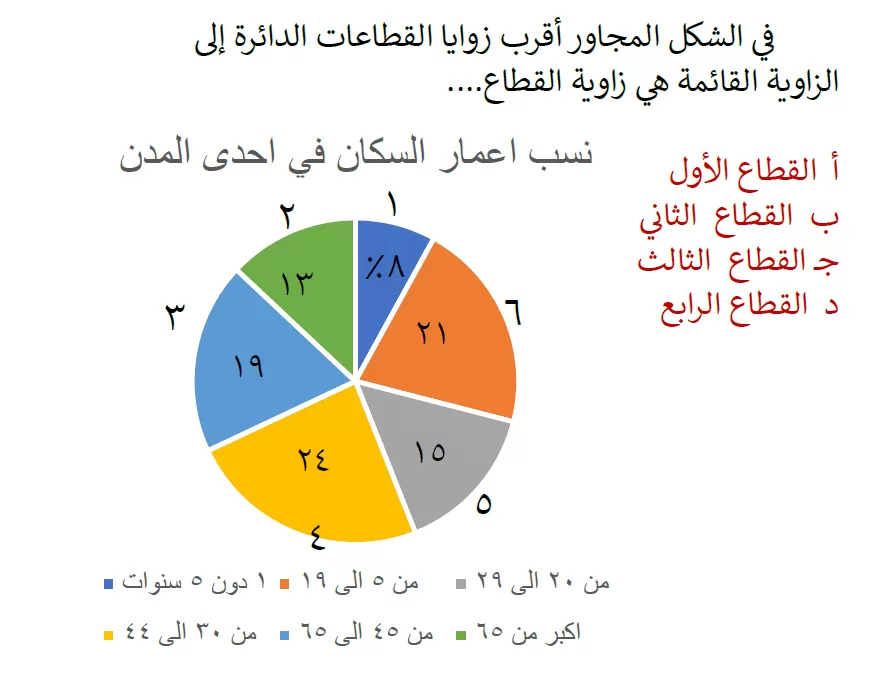 في الشكل المجاور أقرب زوايا القطاعات الدائرة إلى
الزاوية القائمة هي زاوية القطاع....
نسب اعمار السكان في احدى المدن
أ القطاع الأول
ب القطاع الثاني
جـ القطاع الثالث
د القطاع الرابع
١
٢
٨٪
١٣
٦
٣
٢١
١٩
١٥
٢٤
٥
٤
١ دون ٥ سنوات
من ٥ الى ١٩
من ٢٠ الى ٢٩
من ٣٠ الى ٤٤
من ٤٥ الى ٦٥
اكبر من ٦٥